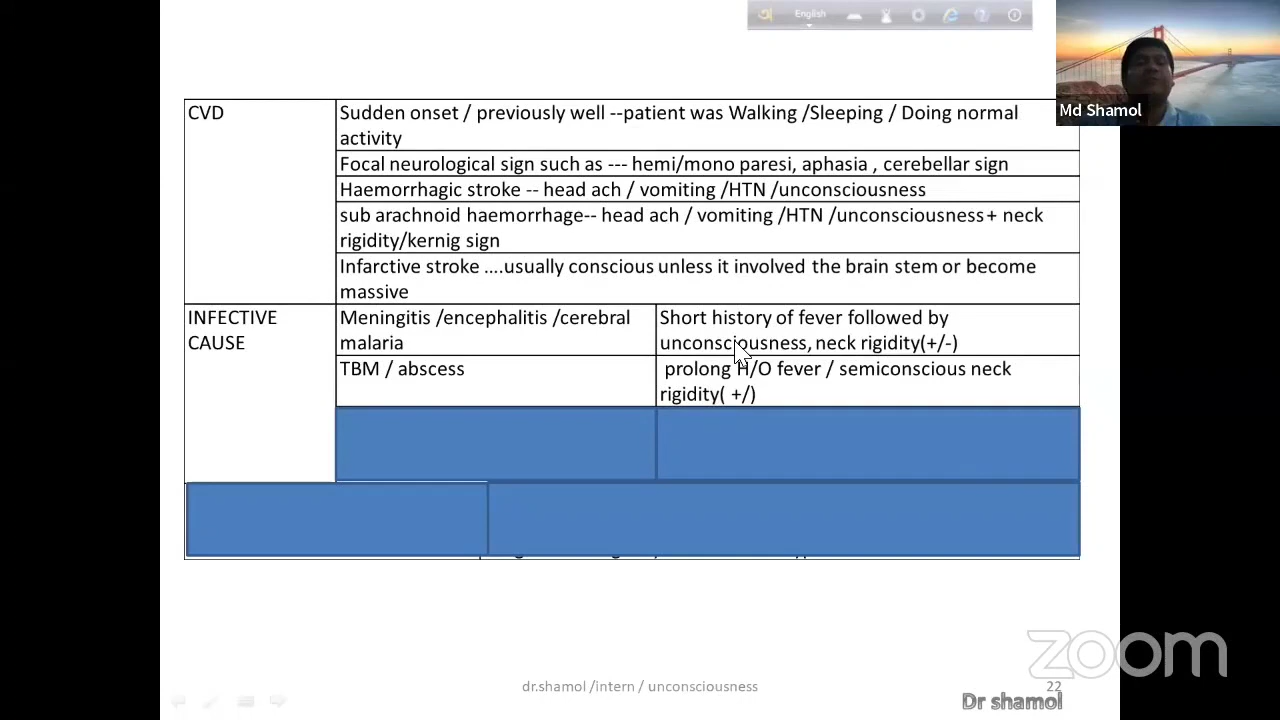 English
Md Shamol
CVD
Sudden onset / previously well --patient was Walking /Sleeping / Doing normal
activity
Focal neurological sign such as --- hemi/mono paresi, aphasia , cerebellar sign
Haemorrhagic stroke -- head ach / vomiting /HTN /unconsciousness
sub arachnoid haemorrhage-- head ach / vomiting /HTN /unconsciousness+ neck
rigidity/kernig sign
Infarctive stroke ....usually conscious unless it involved the brain stem or become
massive
INFECTIVE
CAUSE
Meningitis /encephalitis /cerebral
malaria
Short history of fever followed by
unconsciousness, neck rigidity(+/-)
TBM / abscess
prolong H/O fever / semiconscious neck
rigidity( +/)
zoom
dr.shamol /intern / unconsciousness
22
Dr shamol